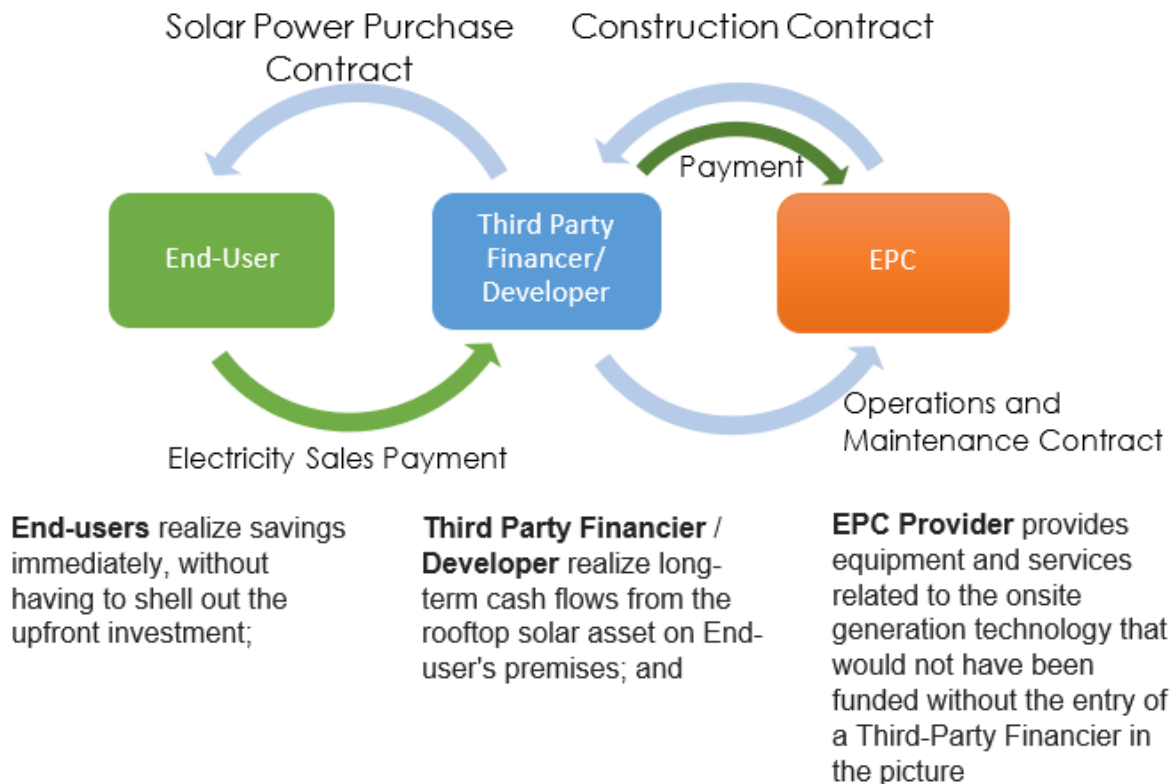 Solar Power Purchase
Contract
Construction Contract
Payment
End-User
Third Party
Financer/
Developer
EPC
Electricity Sales Payment
Operations and
Maintenance Contract
End-users realize savings
immediately, without
having to shell out the
upfront investment;
Third Party Financier /
Developer realize long-
term cash flows from the
rooftop solar asset on End-
user's premises; and
EPC Provider provides
equipment and services
related to the onsite
generation technology that
would not have been
funded without the entry of
a Third-Party Financier in
the picture